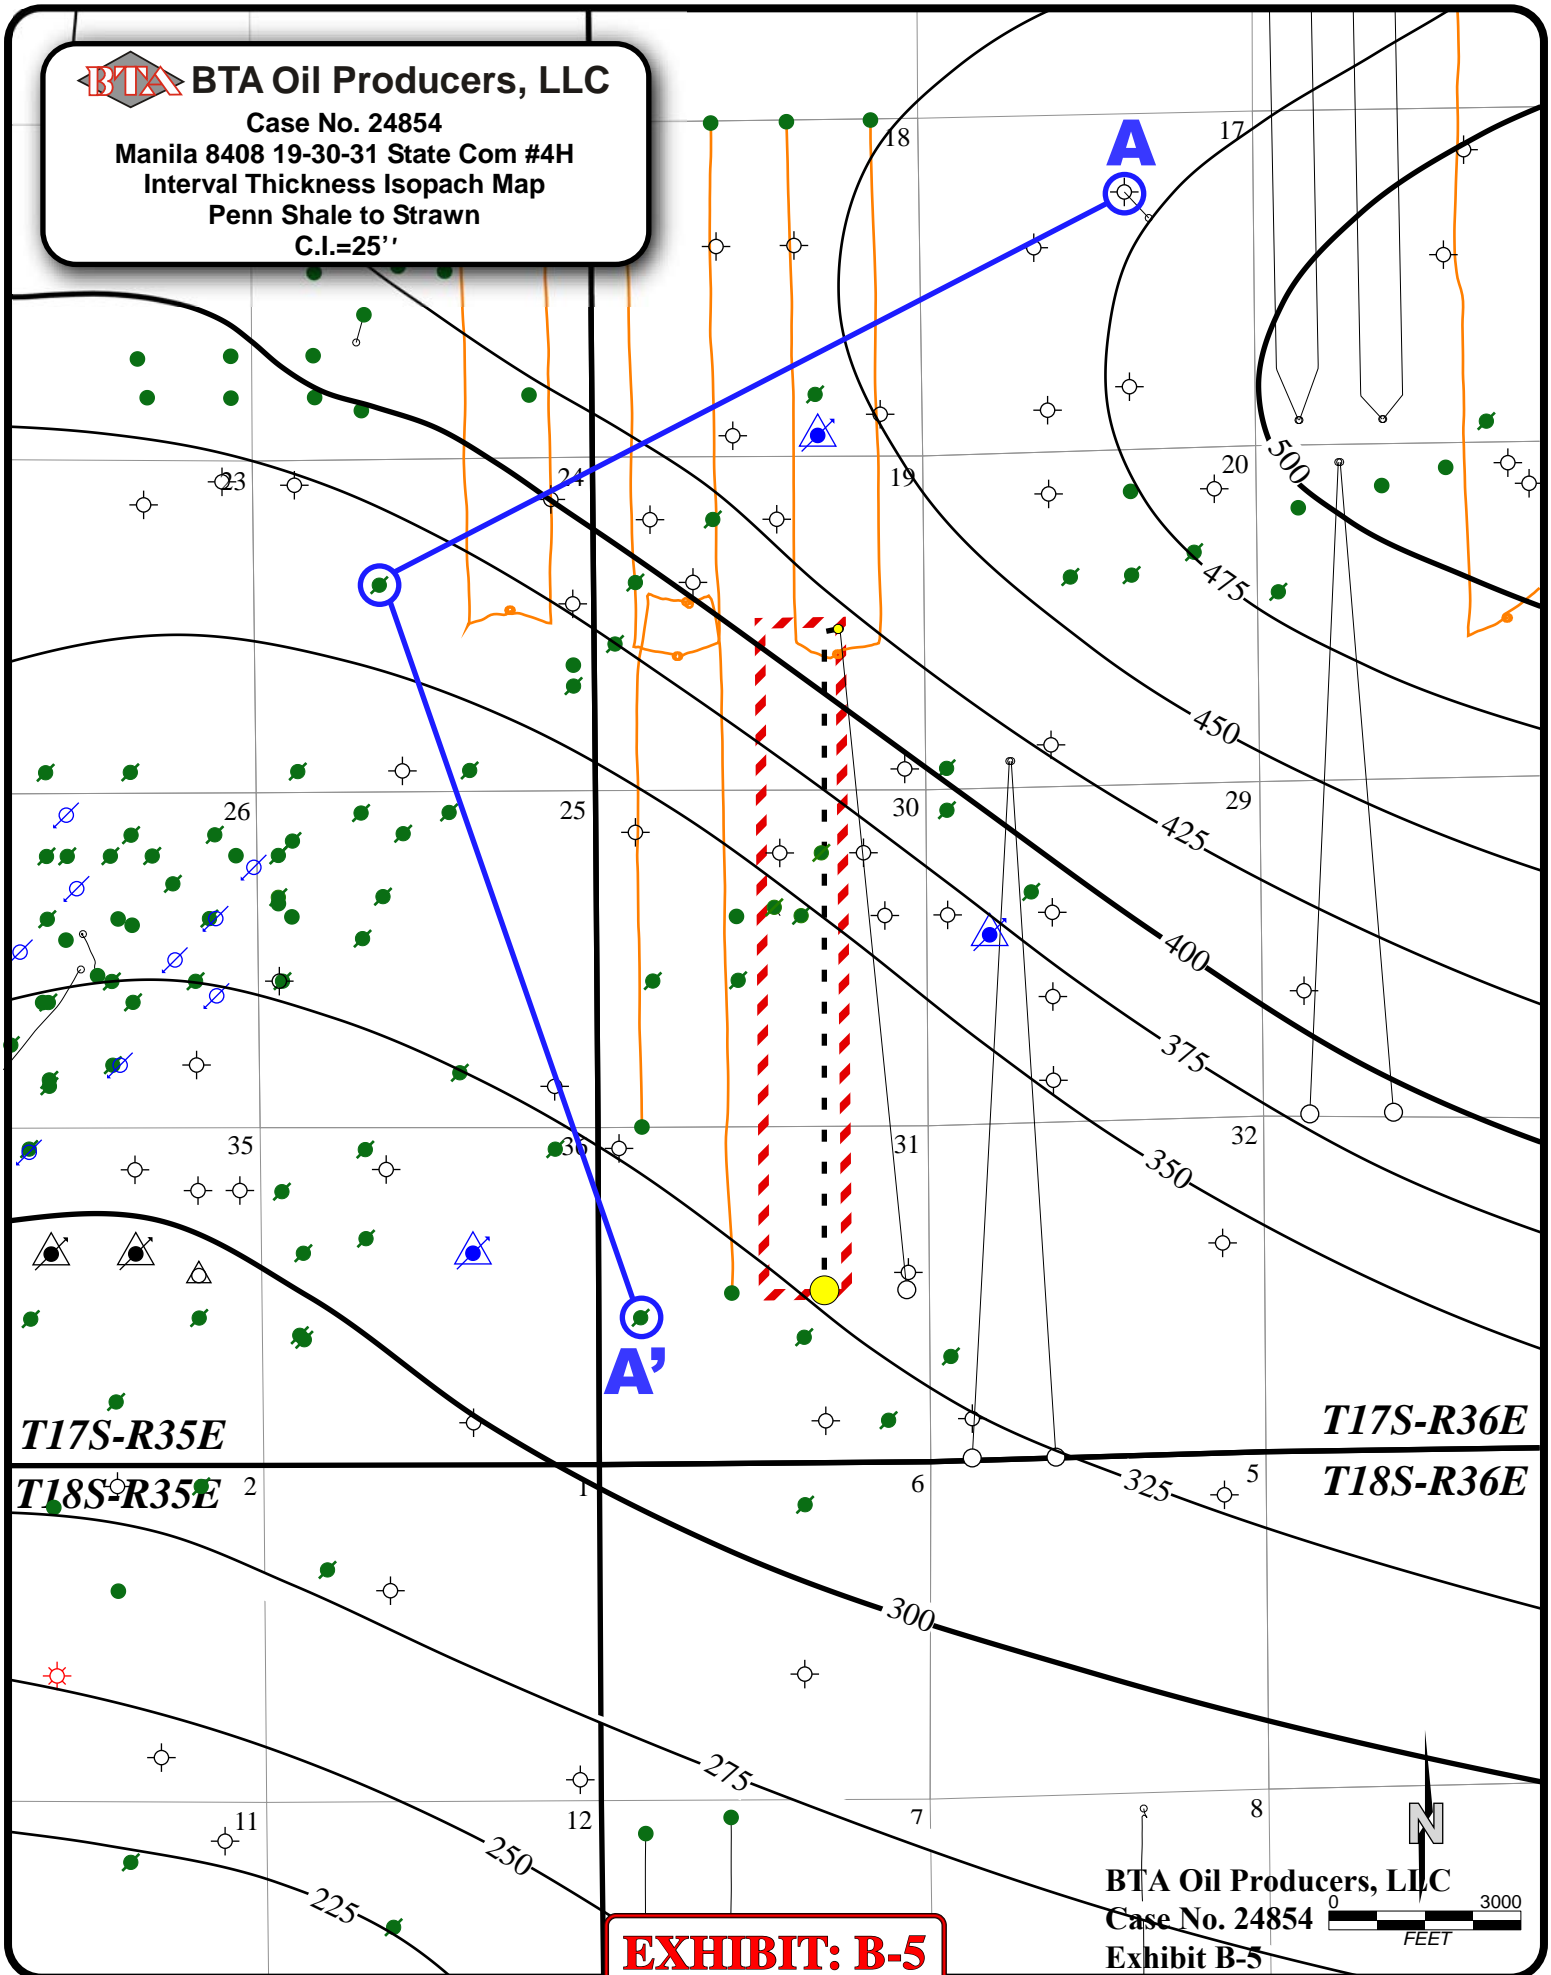 BTA BTA Oil Producers, LLC
Case No. 24854
Manila 8408 19-30-31 State Com #4H
Interval Thickness Isopach Map
Penn Shale to Strawn
C.I.=25''
18
17
A
23
24
19
20
500
475
450
26
25
30
29
425
400
375
35
36
31
32
350
A’
T17S-R35E
T17S-R36E
T18S-R35E
2
1
6
5
T18S-R36E
325
300
275
11
12
7
8
N
250
225
BTA Oil Producers, LLC
Case No. 24854
Exhibit B-5
0 3000
FEET
EXHIBIT: B-5